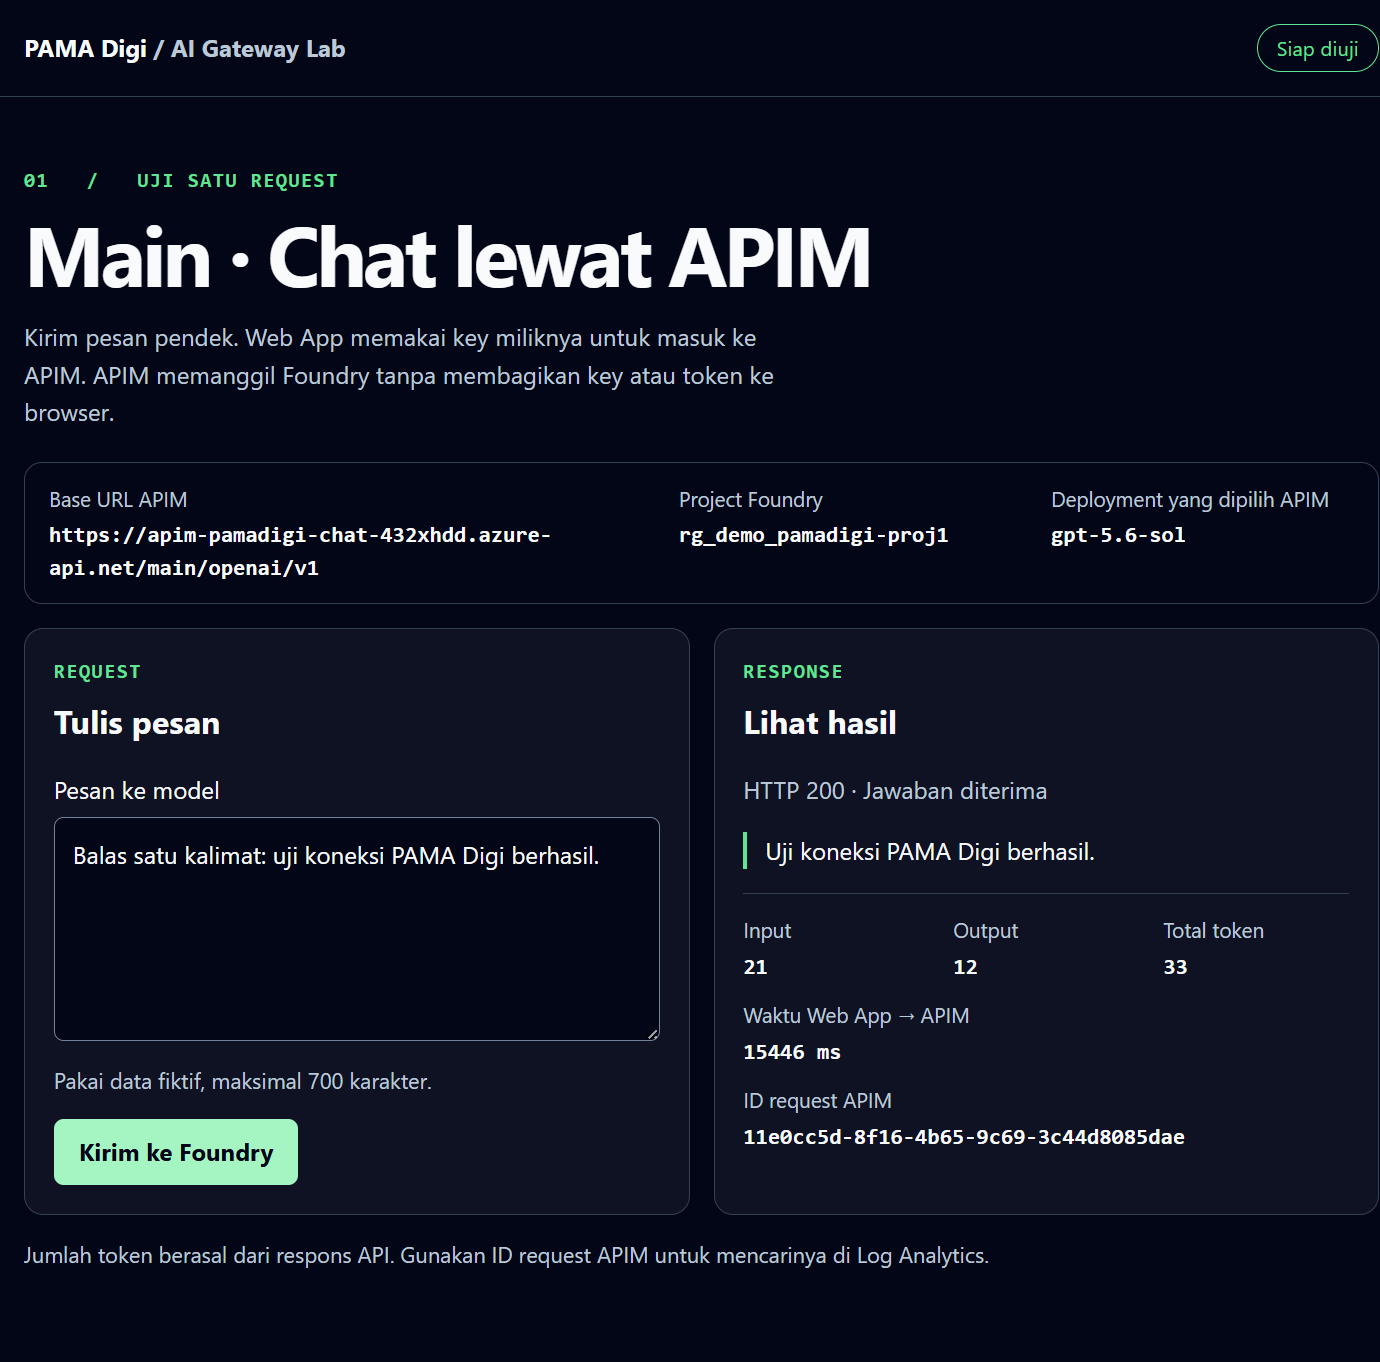 PAMA Digi / AI Gateway Lab
Siap diuji
01 / UJI SATU REQUEST
Main · Chat lewat APIM
Kirim pesan pendek. Web App memakai key miliknya untuk masuk ke
APIM. APIM memanggil Foundry tanpa membagikan key atau token ke
browser.
Base URL APIM
https://apim-pamadigi-chat-432xhdd.azure-
api.net/main/openai/v1
Project Foundry
rg_demo_pamadigi-proj1
Deployment yang dipilih APIM
gpt-5.6-sol
REQUEST
Tulis pesan
Pesan ke model
Balas satu kalimat: uji koneksi PAMA Digi berhasil.
Pakai data fiktif, maksimal 700 karakter.
Kirim ke Foundry
RESPONSE
Lihat hasil
HTTP 200 · Jawaban diterima
Uji koneksi PAMA Digi berhasil.
Input Output Total token
21 12 33
Waktu Web App → APIM
15446 ms
ID request APIM
11e0cc5d-8f16-4b65-9c69-3c44d8085dae
Jumlah token berasal dari respons API. Gunakan ID request APIM untuk mencarinya di Log Analytics.